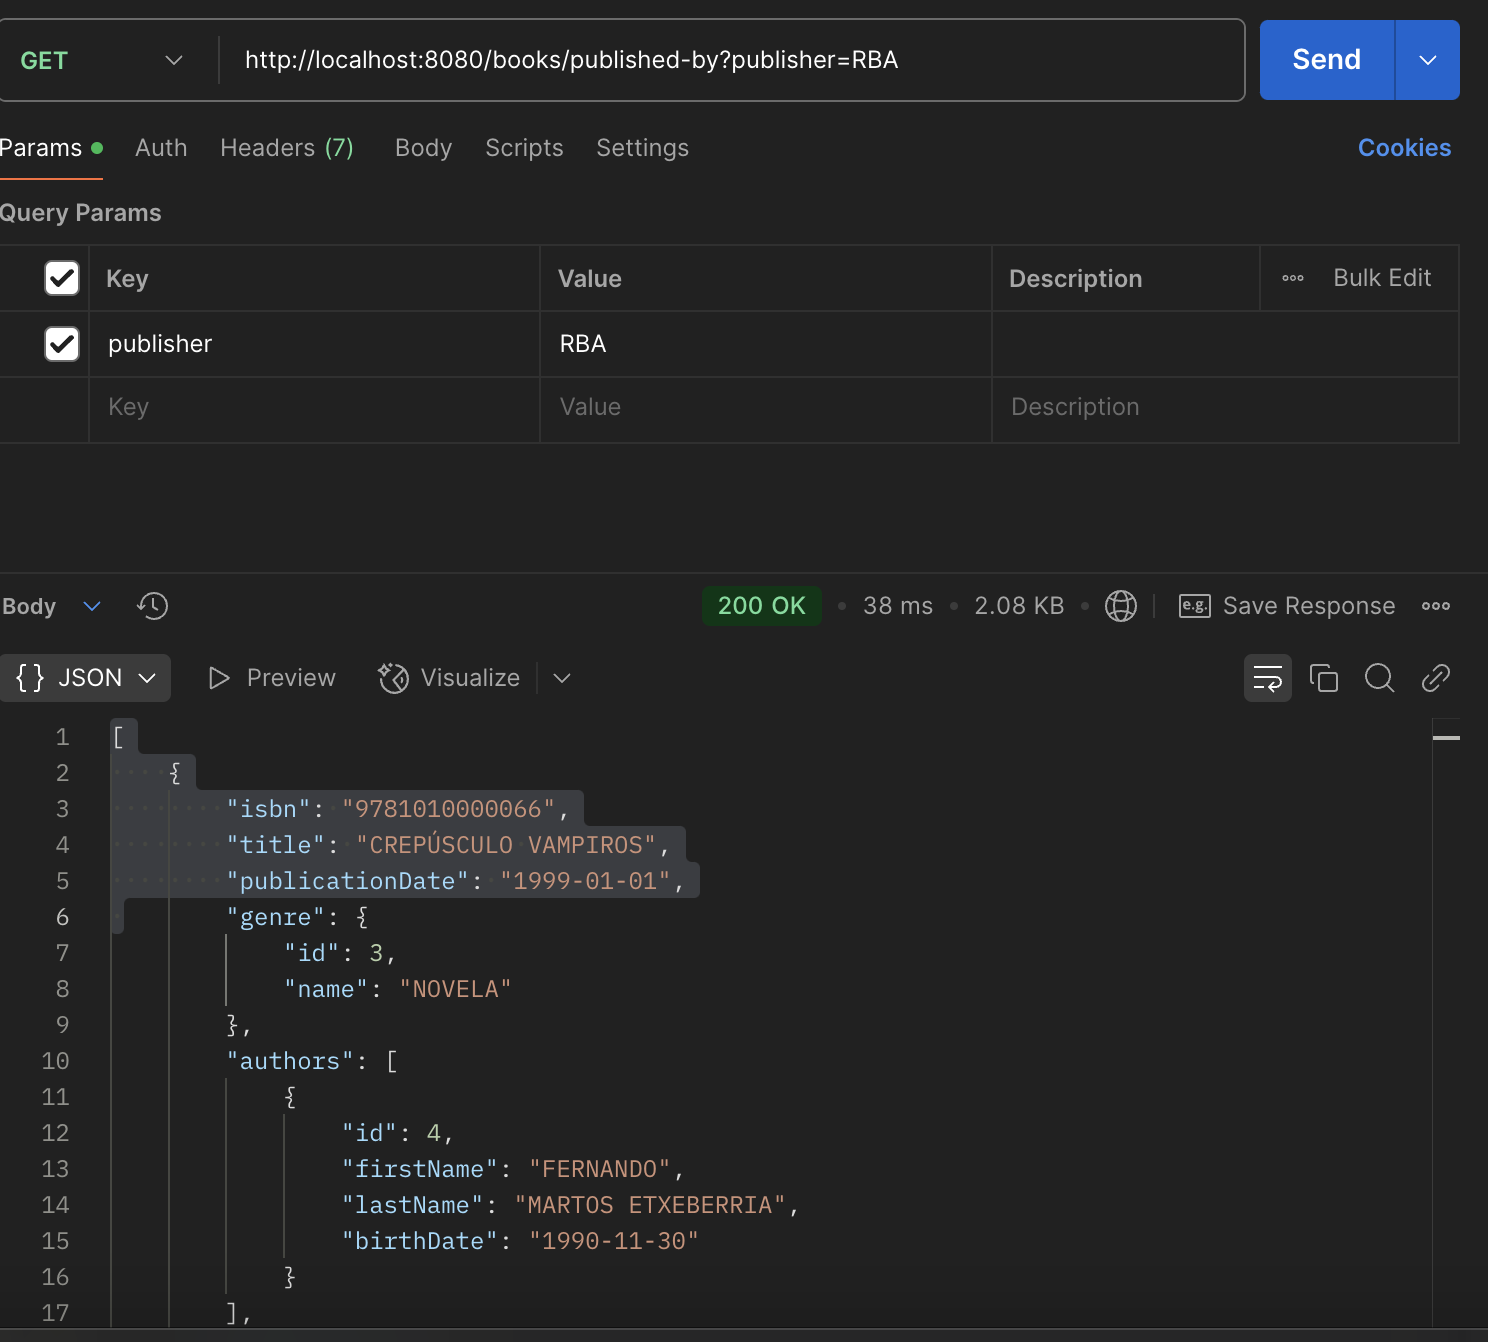 GET http://localhost:8080/books/published-by?publisher=RBA Send
Params Auth Headers (7) Body Scripts Settings Cookies
Query Params
Key Value Description Bulk Edit
publisher RBA
Key Value Description
Body 200 OK 38 ms 2.08 KB e.g. Save Response
{} JSON Preview Visualize
1 [
2 {
3 "isbn": "9781010000066",
4 "title": "CREPÚSCULO VAMPIROS",
5 "publicationDate": "1999-01-01",
6 "genre": {
7 "id": 3,
8 "name": "NOVELA"
9 },
10 "authors": [
11 {
12 "id": 4,
13 "firstName": "FERNANDO",
14 "lastName": "MARTOS ETXEBERRIA",
15 "birthDate": "1990-11-30"
16 }
17 ],